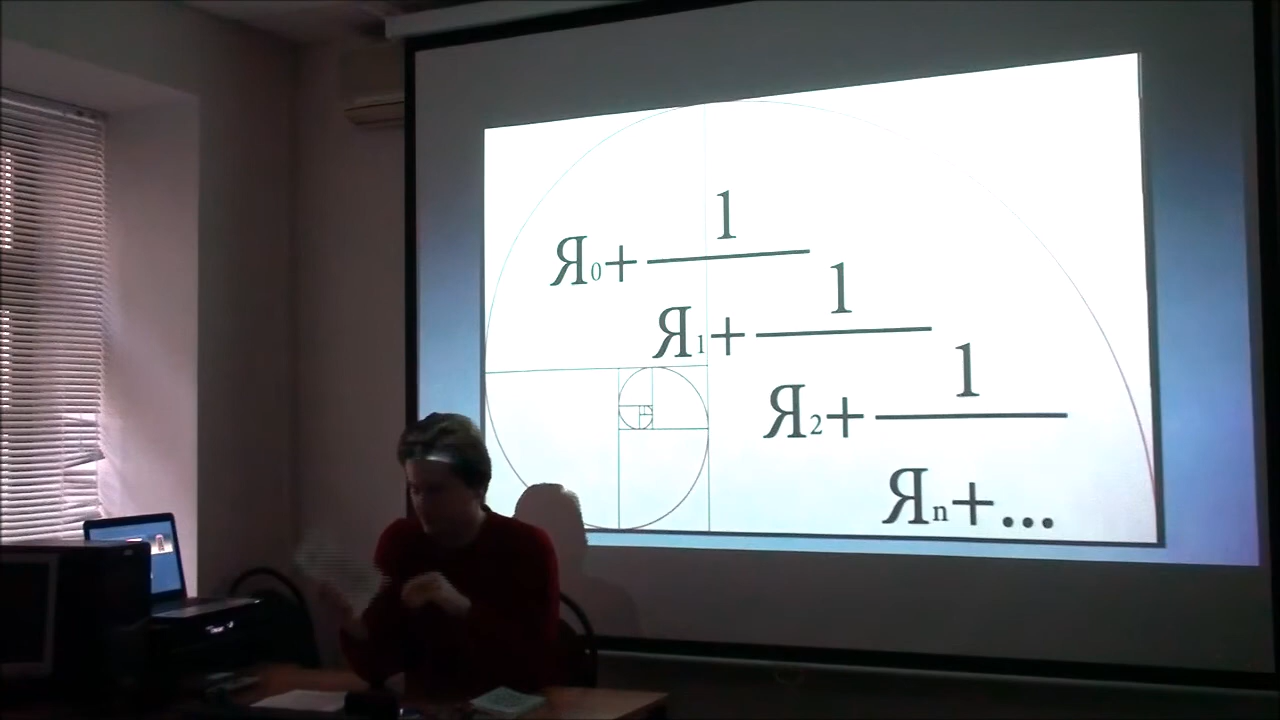 Я₀ + 1
Я₁ + 1
Я₂ + 1
Яₙ + ...